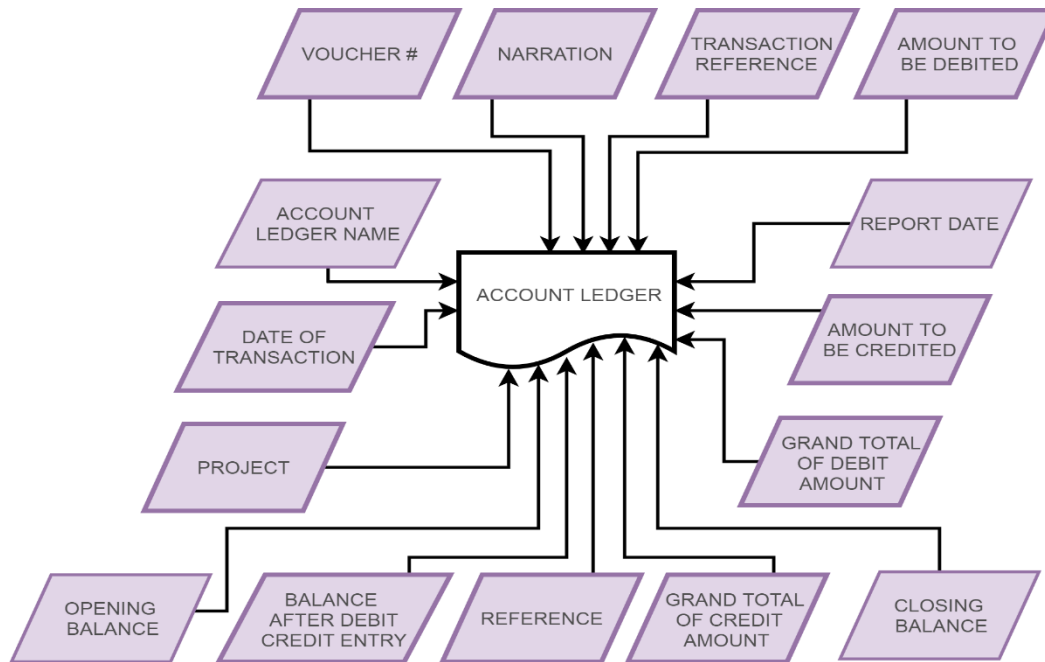 VOUCHER #
NARRATION
TRANSACTION
REFERENCE
AMOUNT TO
BE DEBITED
ACCOUNT
LEDGER NAME
REPORT DATE
ACCOUNT LEDGER
DATE OF
TRANSACTION
AMOUNT TO
BE CREDITED
PROJECT
GRAND TOTAL
OF DEBIT
AMOUNT
OPENING
BALANCE
BALANCE
AFTER DEBIT
CREDIT ENTRY
REFERENCE
GRAND TOTAL
OF CREDIT
AMOUNT
CLOSING
BALANCE